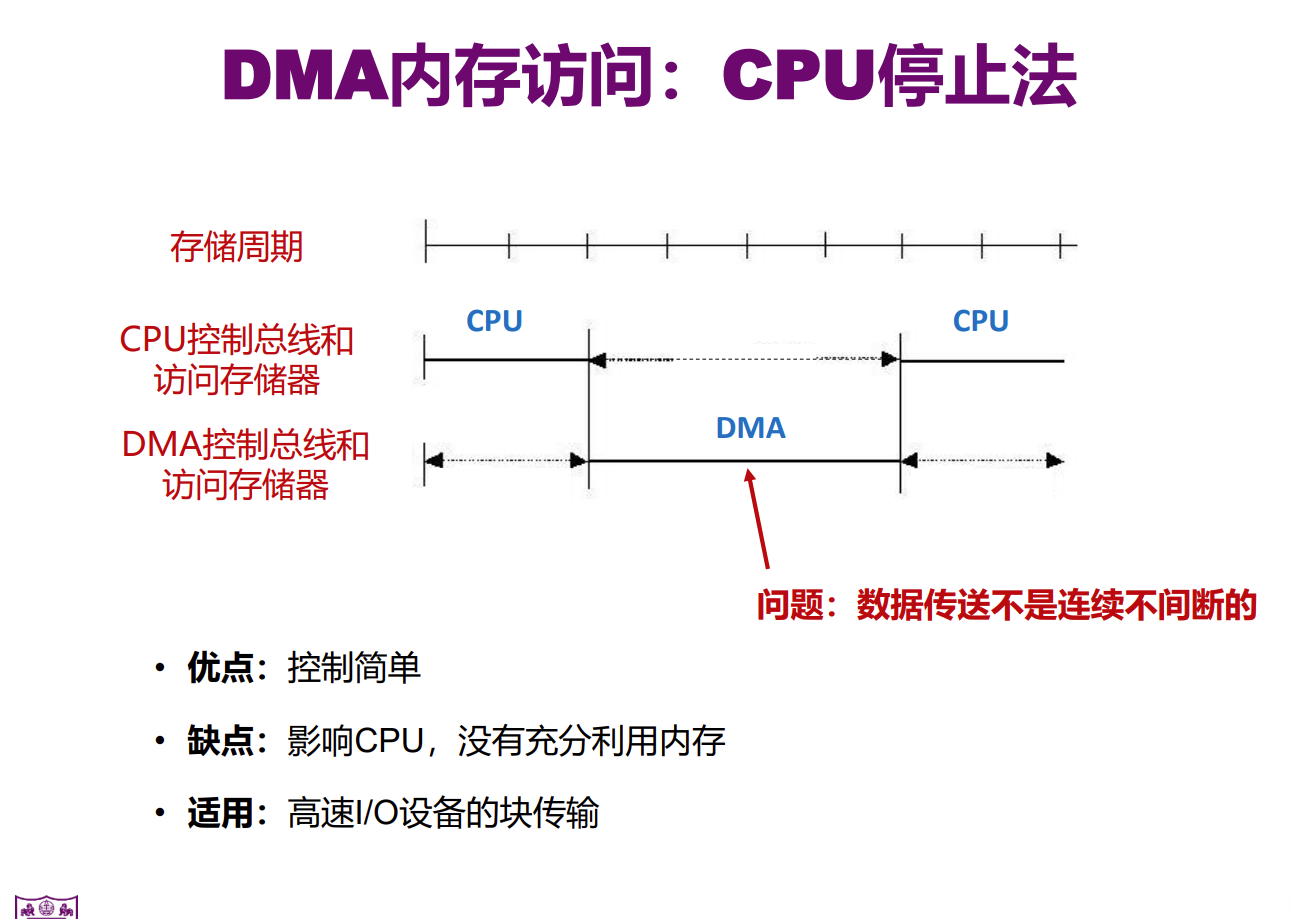 DMA内存访问：CPU停止法
存储周期
CPU控制总线和
访问存储器
CPU
CPU
DMA控制总线和
访问存储器
DMA
问题：数据传送不是连续不间断的
• 优点：控制简单
• 缺点：影响CPU，没有充分利用内存
• 适用：高速I/O设备的块传输